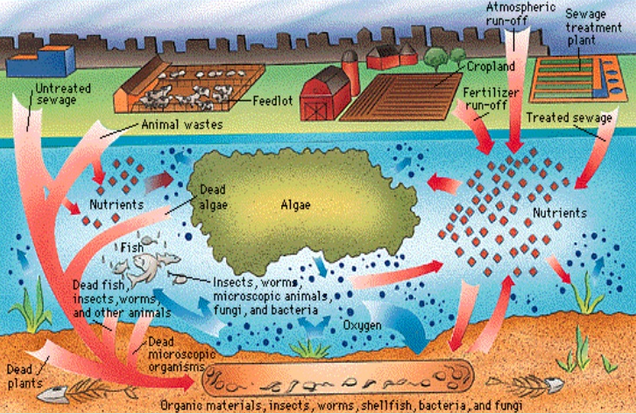 Atmospheric
run-off
Sewage
treatment
plant
Cropland
Untreated
sewage
Feedlot
Fertilizer
run-off
Animal wastes
Treated sewage
Nutrients
Dead
algae
Algae
Nutrients
Fish
Dead fish,
insects, worms,
and other animals
Insects, worms,
microscopic animals,
fungi, and bacteria
Oxygen
Dead
microscopic
organisms
Dead
plants
Organic materials, insects, worms, shellfish, bacteria, and fungi